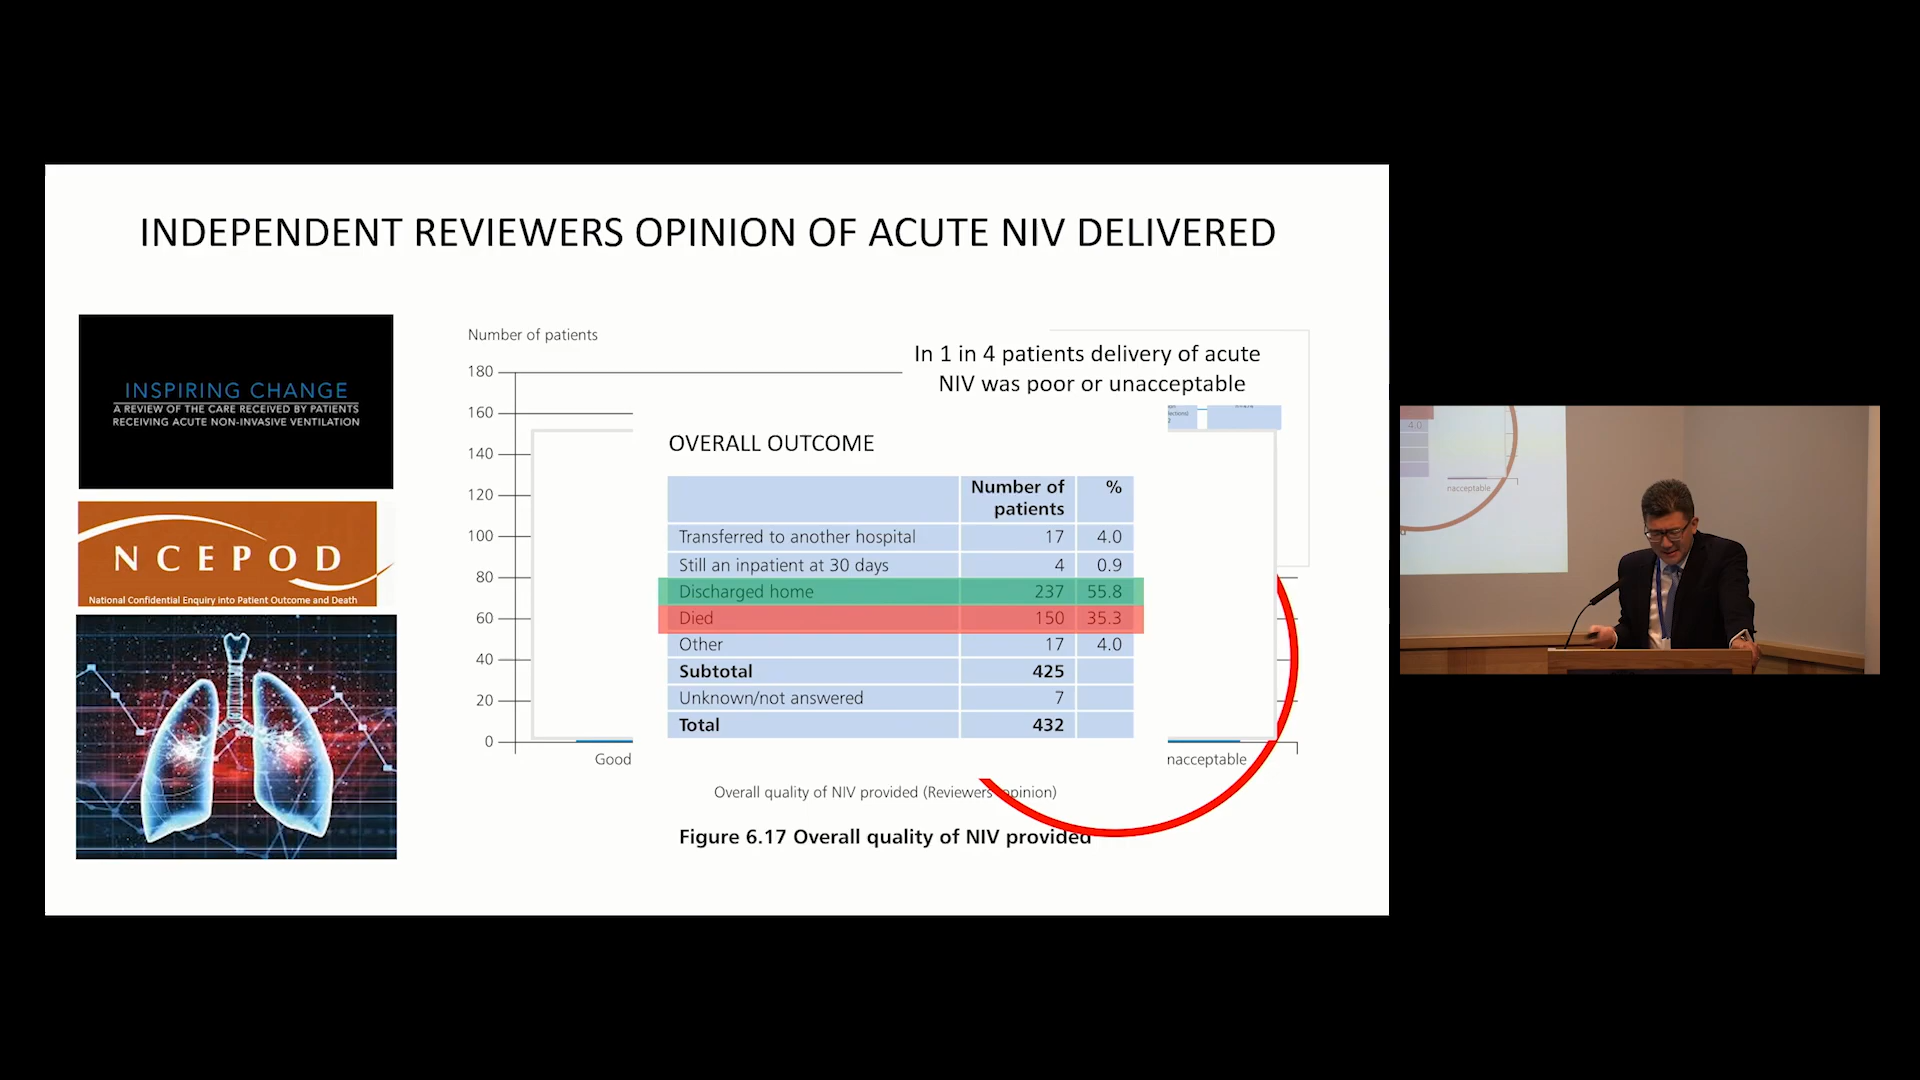 INDEPENDENT REVIEWERS OPINION OF ACUTE NIV DELIVERED
INSPIRING CHANGE
A REVIEW OF THE CARE RECEIVED BY PATIENTS
RECEIVING ACUTE NON-INVASIVE VENTILATION
NCEPOD
National Confidential Enquiry into Patient Outcome and Death
Number of patients
180
160
140
120
100
80
60
40
20
0
In 1 in 4 patients delivery of acute
NIV was poor or unacceptable
OVERALL OUTCOME
Number of patients %
Transferred to another hospital 17 4.0
Still an inpatient at 30 days 4 0.9
Discharged home 237 55.8
Died 150 35.3
Other 17 4.0
Subtotal 425
Unknown/not answered 7
Total 432
Good nacceptable
Overall quality of NIV provided (Reviewers opinion)
Figure 6.17 Overall quality of NIV provided
4.0
nacceptable